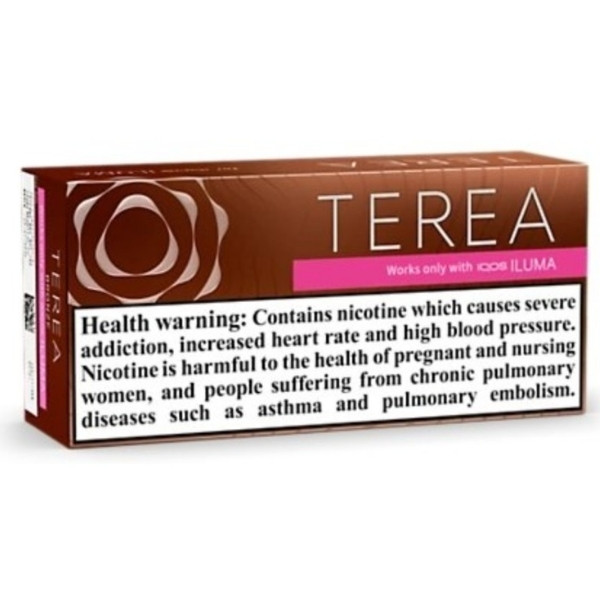 TEREA
TEREA
Works only with IQOS ILUMA
Health warning: Contains nicotine which causes severe
addiction, increased heart rate and high blood pressure.
Nicotine is harmful to the health of pregnant and nursing
women, and people suffering from chronic pulmonary
diseases such as asthma and pulmonary embolism.
TEREA
BRONZE